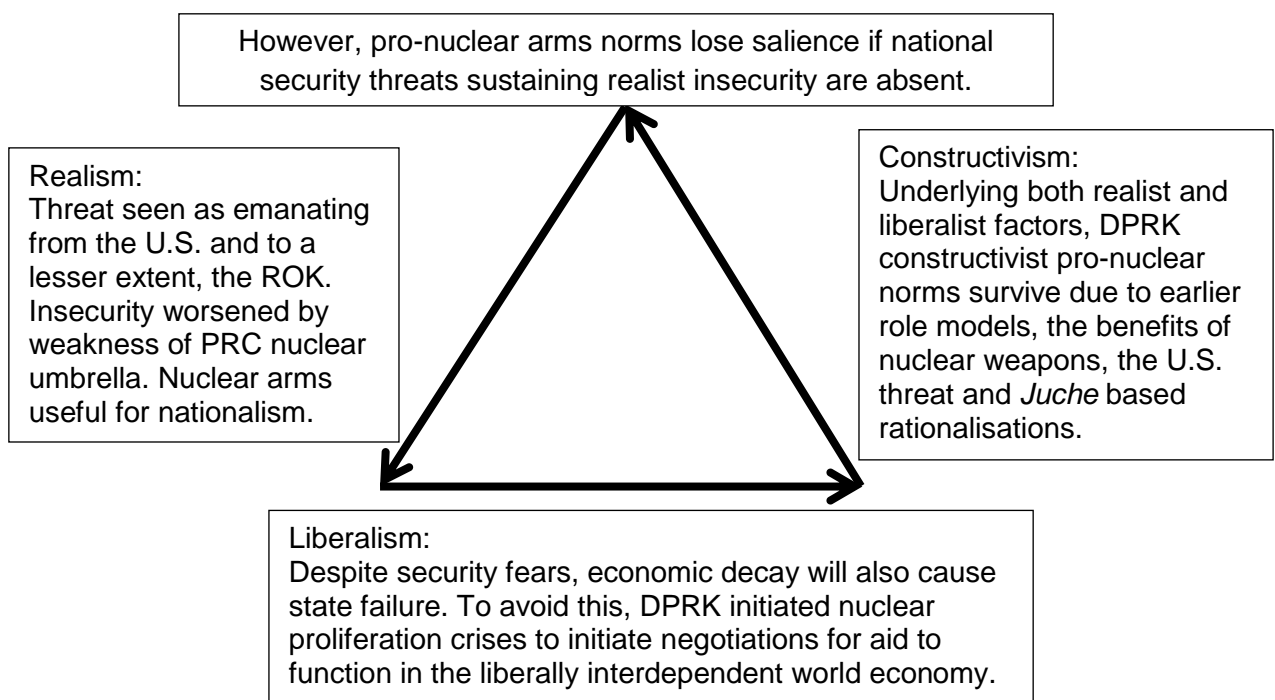 However, pro-nuclear arms norms lose salience if national
security threats sustaining realist insecurity are absent.
Realism:
Threat seen as emanating
from the U.S. and to a
lesser extent, the ROK.
Insecurity worsened by
weakness of PRC nuclear
umbrella. Nuclear arms
useful for nationalism.
Constructivism:
Underlying both realist and
liberalist factors, DPRK
constructivist pro-nuclear
norms survive due to earlier
role models, the benefits of
nuclear weapons, the U.S.
threat and Juche based
rationalisations.
Liberalism:
Despite security fears, economic decay will also cause
state failure. To avoid this, DPRK initiated nuclear
proliferation crises to initiate negotiations for aid to
function in the liberally interdependent world economy.